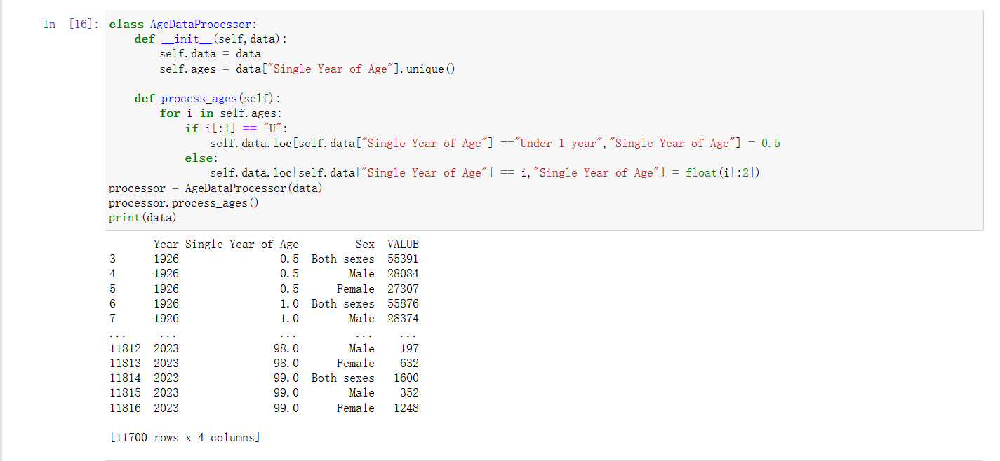 In [16]: class AgeDataProcessor:
    def __init__(self,data):
        self.data = data
        self.ages = data["Single Year of Age"].unique()
    def process_ages(self):
        for i in self.ages:
            if i[:1] == "U":
                self.data.loc[self.data["Single Year of Age"] =="Under 1 year","Single Year of Age"] = 0.5
            else:
                self.data.loc[self.data["Single Year of Age"] == i,"Single Year of Age"] = float(i[:2])
processor = AgeDataProcessor(data)
processor.process_ages()
print(data)
Year Single Year of Age Sex VALUE
3 1926 0.5 Both sexes 55391
4 1926 0.5 Male 28084
5 1926 0.5 Female 27307
6 1926 1.0 Both sexes 55876
7 1926 1.0 Male 28374
... ... ... ... ...
11812 2023 98.0 Male 197
11813 2023 98.0 Female 632
11814 2023 99.0 Both sexes 1600
11815 2023 99.0 Male 352
11816 2023 99.0 Female 1248
[11700 rows x 4 columns]